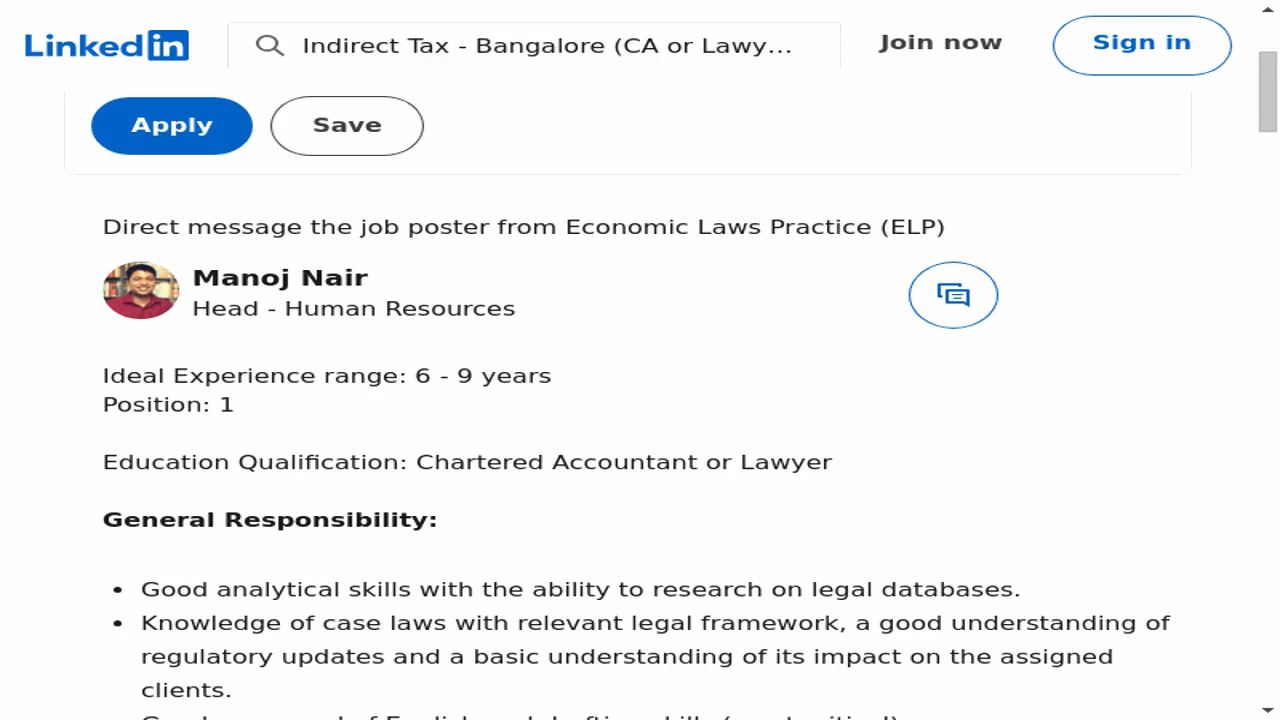 LinkedIn
Indirect Tax - Bangalore (CA or Lawy...
Join now
Sign in
Apply
Save
Direct message the job poster from Economic Laws Practice (ELP)
Manoj Nair
Head - Human Resources
Ideal Experience range: 6 - 9 years
Position: 1
Education Qualification: Chartered Accountant or Lawyer
General Responsibility:
• Good analytical skills with the ability to research on legal databases.
• Knowledge of case laws with relevant legal framework, a good understanding of
regulatory updates and a basic understanding of its impact on the assigned
clients.